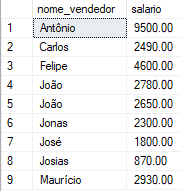 nome_vendedor salario
1 Antônio 9500.00
2 Carlos 2490.00
3 Felipe 4600.00
4 João 2780.00
5 João 2650.00
6 Jonas 2300.00
7 José 1800.00
8 Josias 870.00
9 Maurício 2930.00